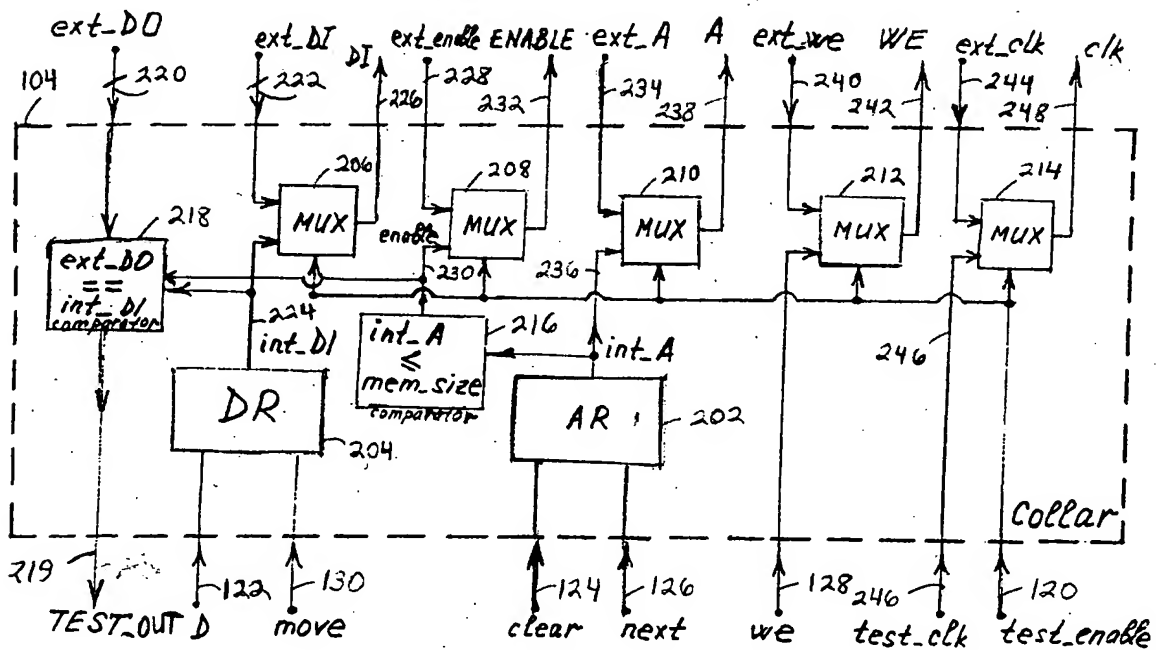 ext_DO ext_DI DI ext_enable ENABLE ext_A A ext_we WE ext_clk clk
104 220 222 226 228 232 234 238 240 242 244 248
206 208 210 212 214
218 MUX MUX MUX MUX MUX
ext_DO
==
int_DI
comparator
enable
230 236
224
int_DI
int_A
≤
mem_size
comparator
216
int_A
246
DR
204
AR
202
Collar
219 122 130 124 126 128 246 120
TEST_OUT D move clear next we test_clk test_enable